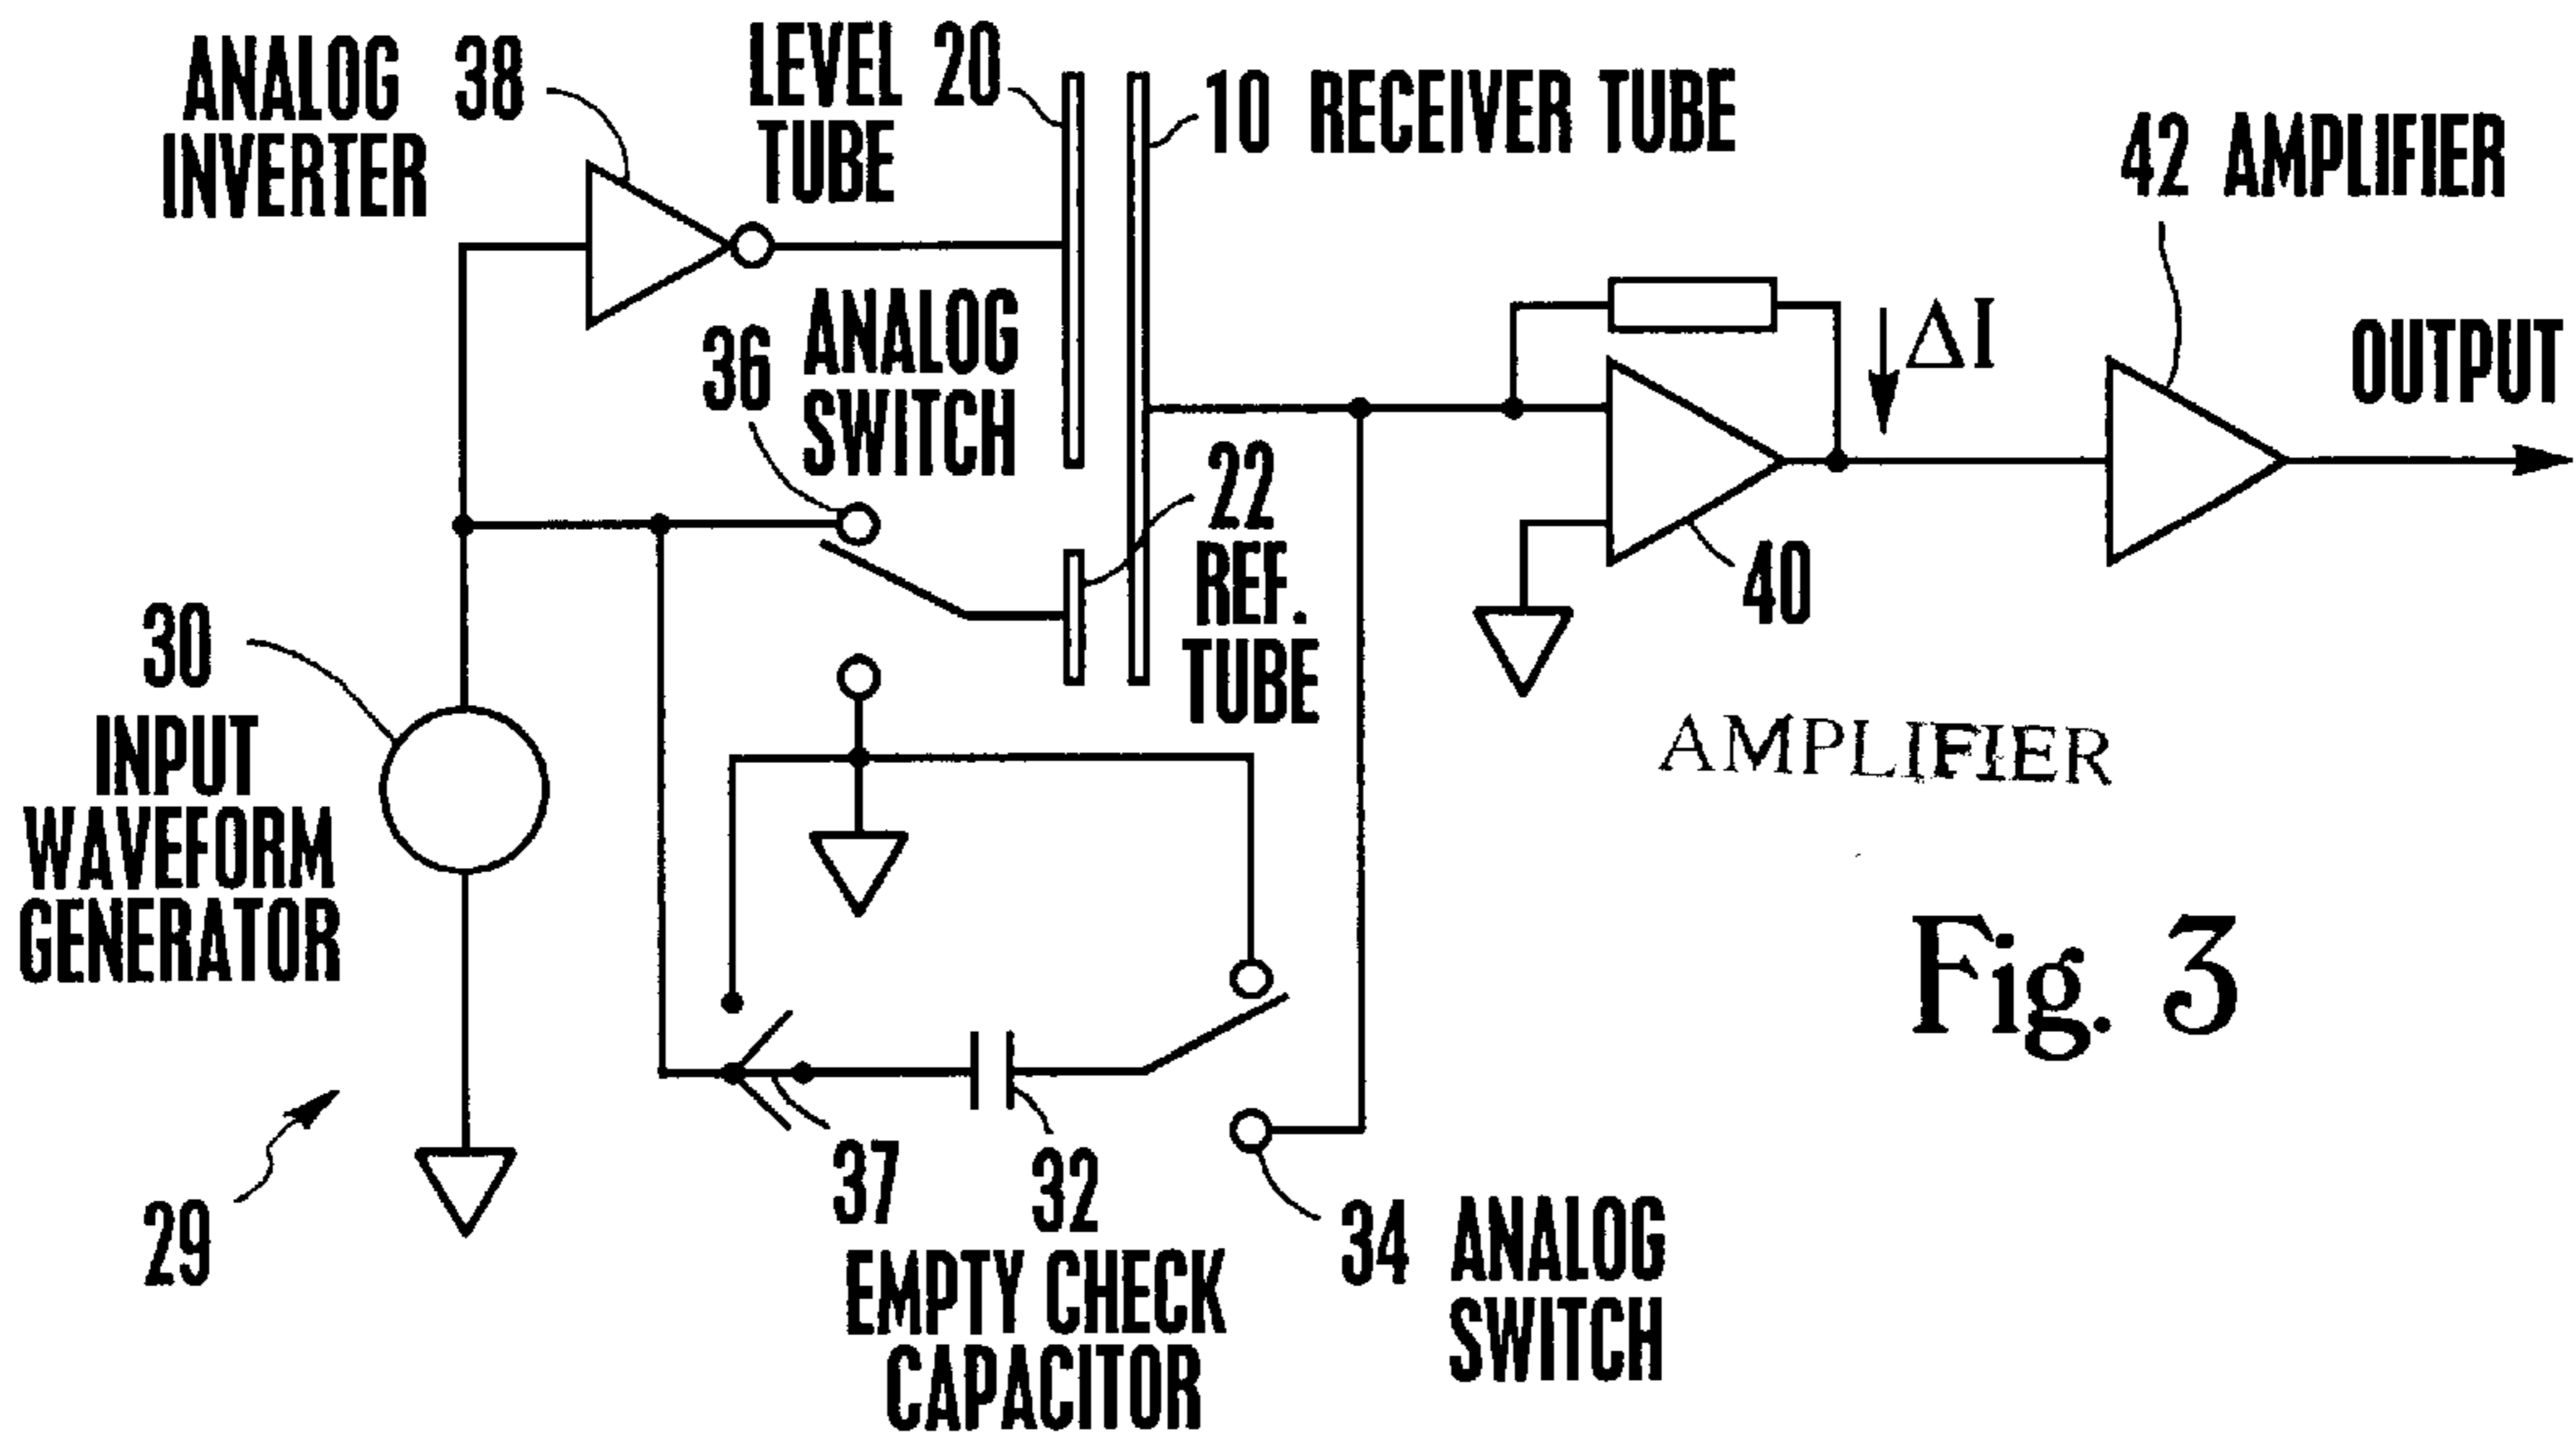 ANALOG 38
INVERTER
LEVEL 20
TUBE
10 RECEIVER TUBE
42 AMPLIFIER
36 ANALOG
SWITCH
ΔI
OUTPUT
22
REF.
TUBE
40
AMPLIFIER
30
INPUT
WAVEFORM
GENERATOR
29
37
32
EMPTY CHECK
CAPACITOR
34 ANALOG
SWITCH
Fig. 3